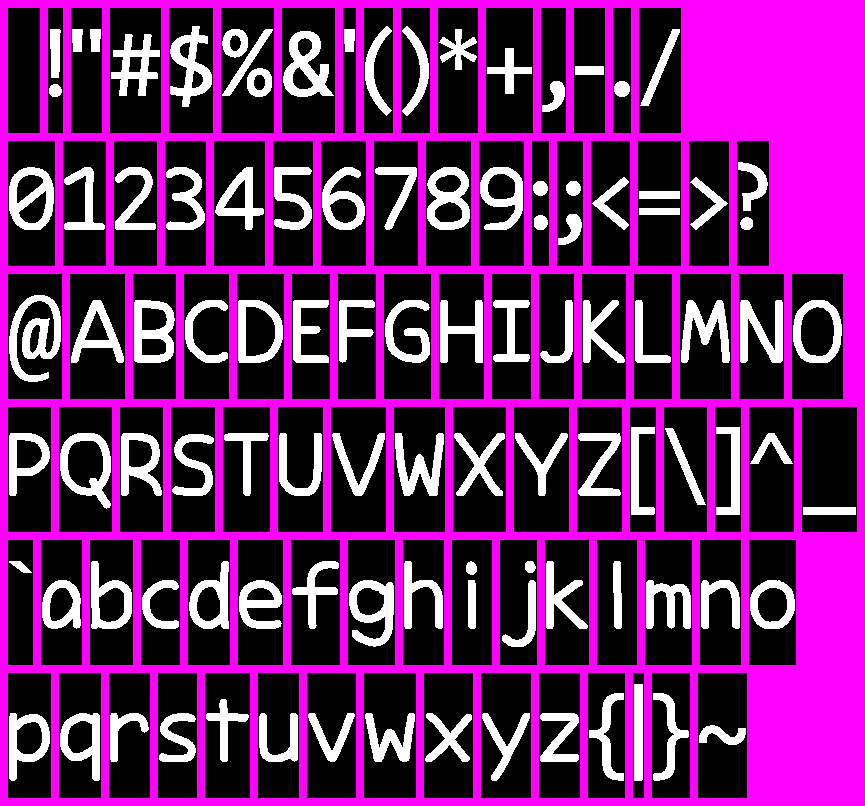 !"#$%&'()*+,-./
0123456789:;<=>?
@ABCDEFGHIJKLMNO
PQRSTUVWXYZ[\]^_
`abcdefghijklmno
pqrstuvwxyz{|}~